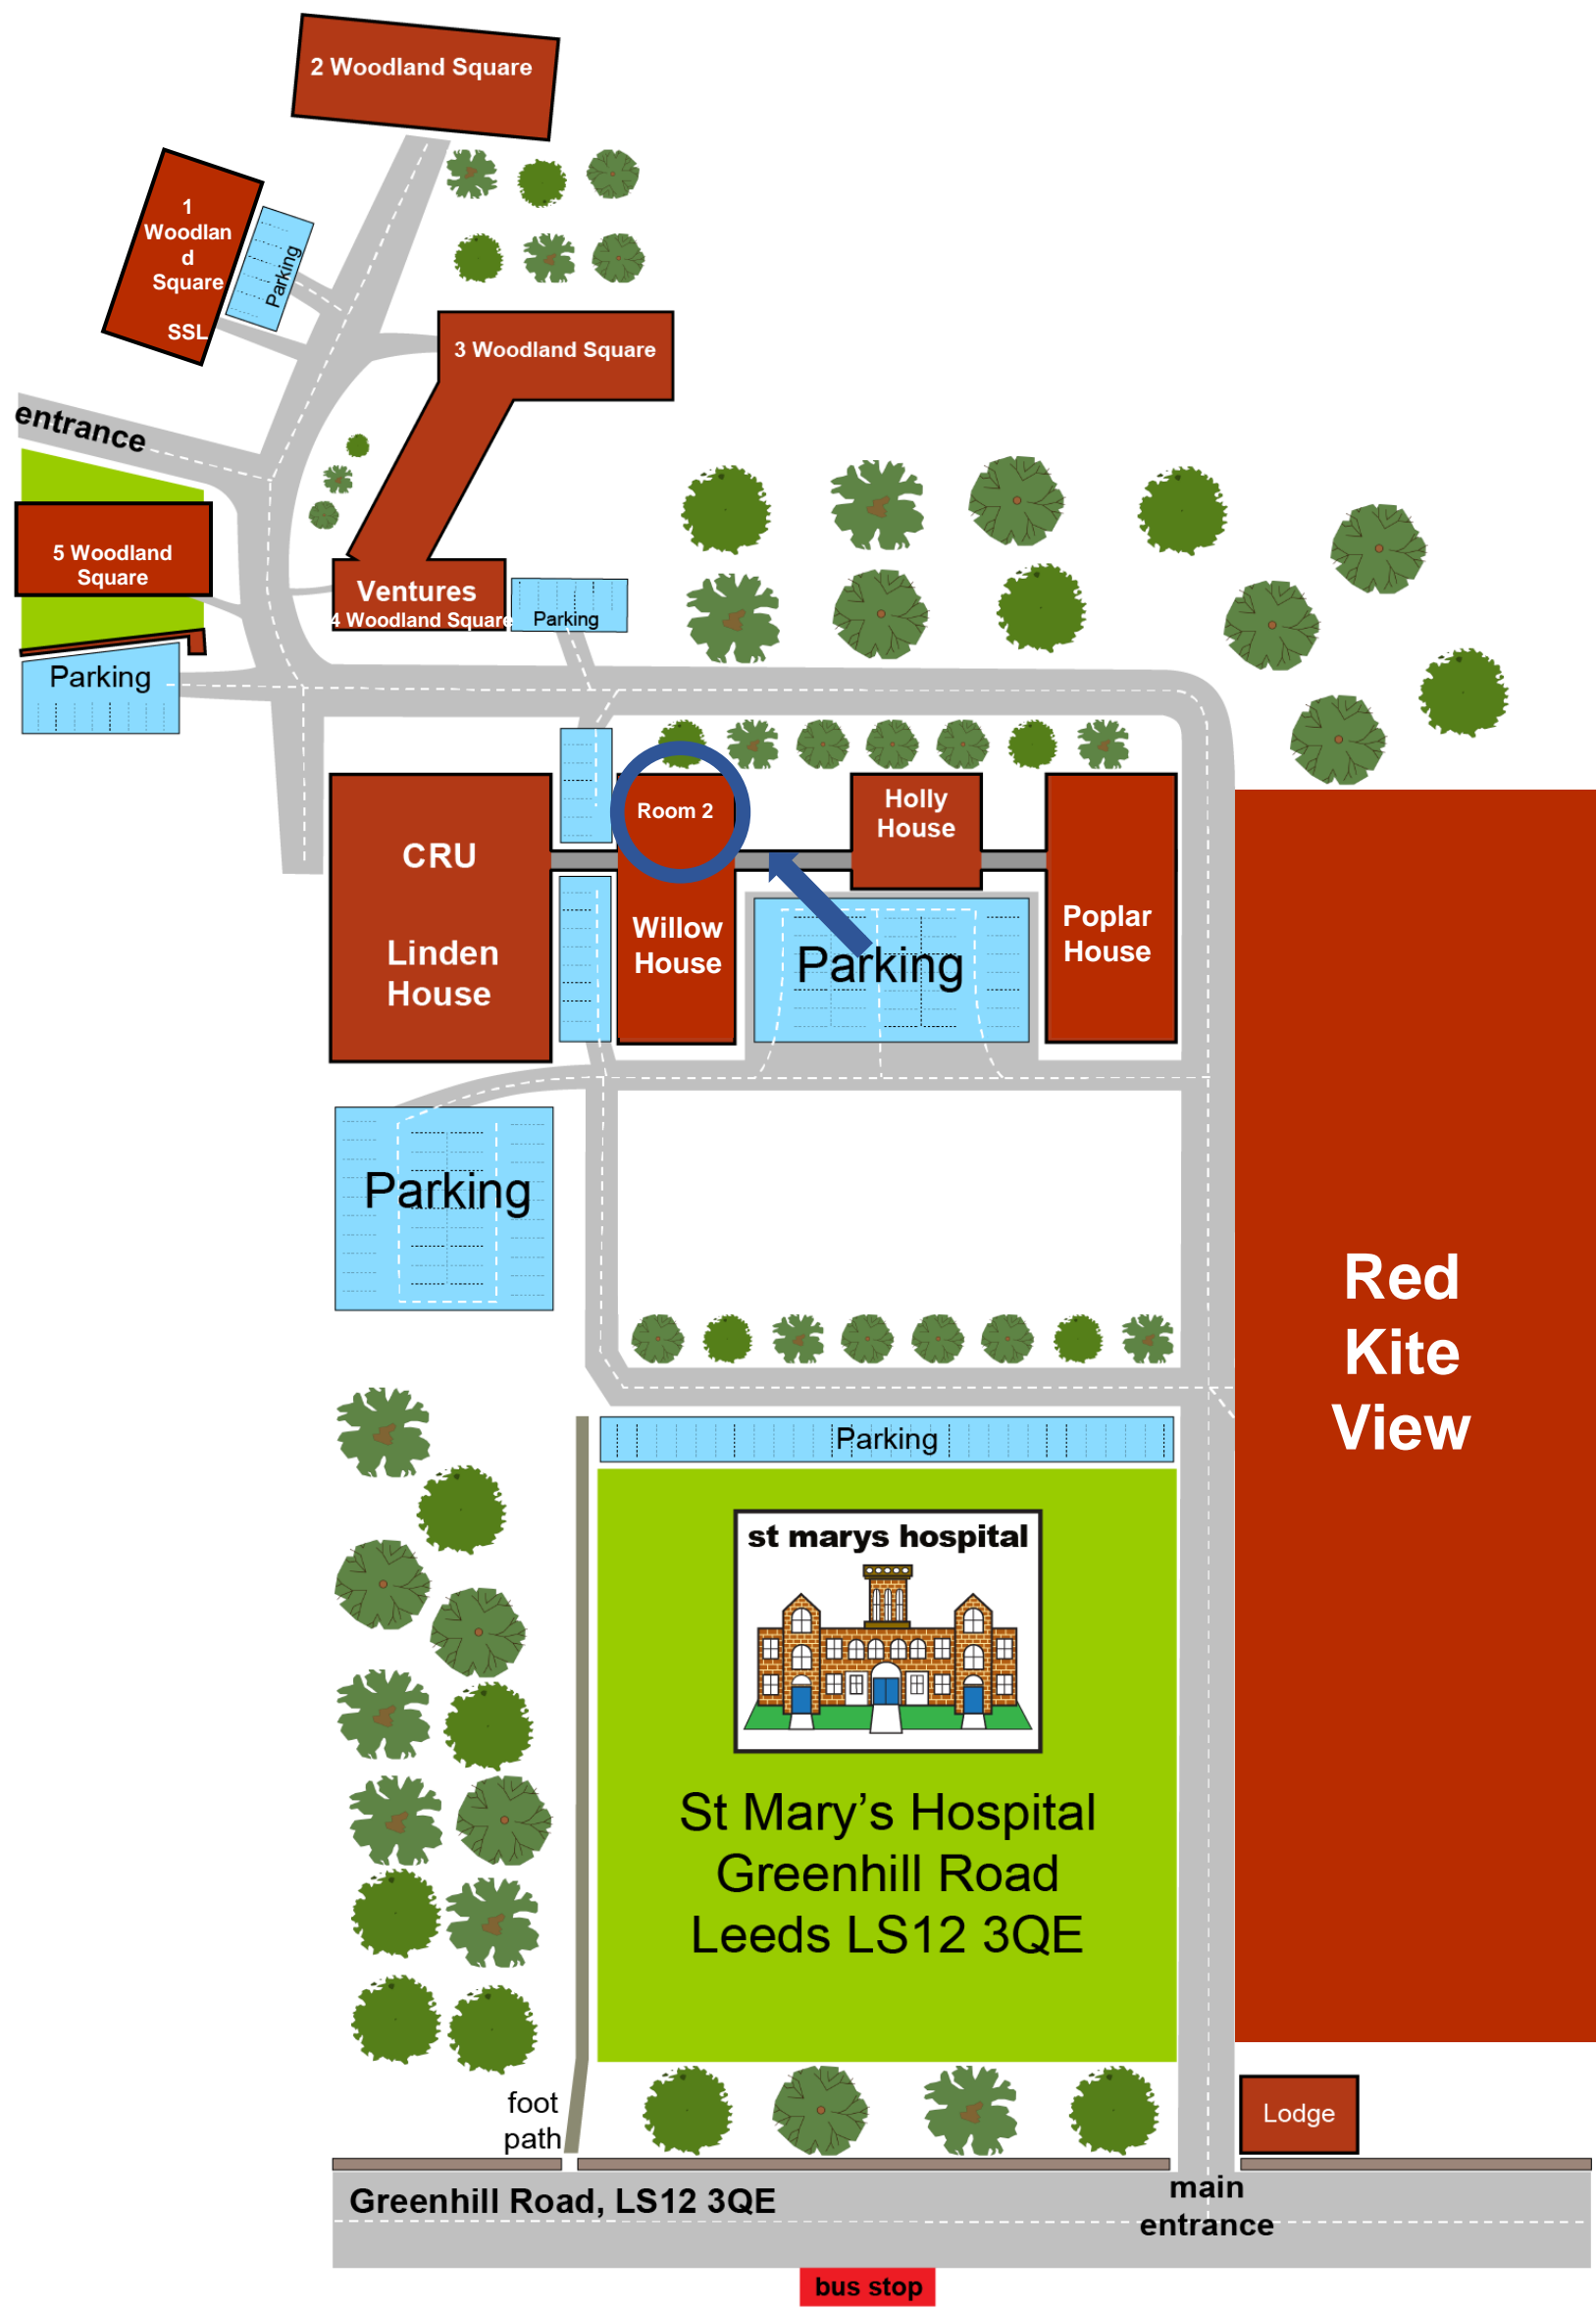 2 Woodland Square
1
Woodlan
d
Square
SSL
Parking
3 Woodland Square
entrance
5 Woodland
Square
Ventures
4 Woodland Square
Parking
Parking
Room 2
Holly
House
CRU
Linden
House
Willow
House
Parking
Poplar
House
Parking
Red
Kite
View
Parking
st marys hospital
St Mary’s Hospital
Greenhill Road
Leeds LS12 3QE
foot
path
Lodge
Greenhill Road, LS12 3QE
main
entrance
bus stop